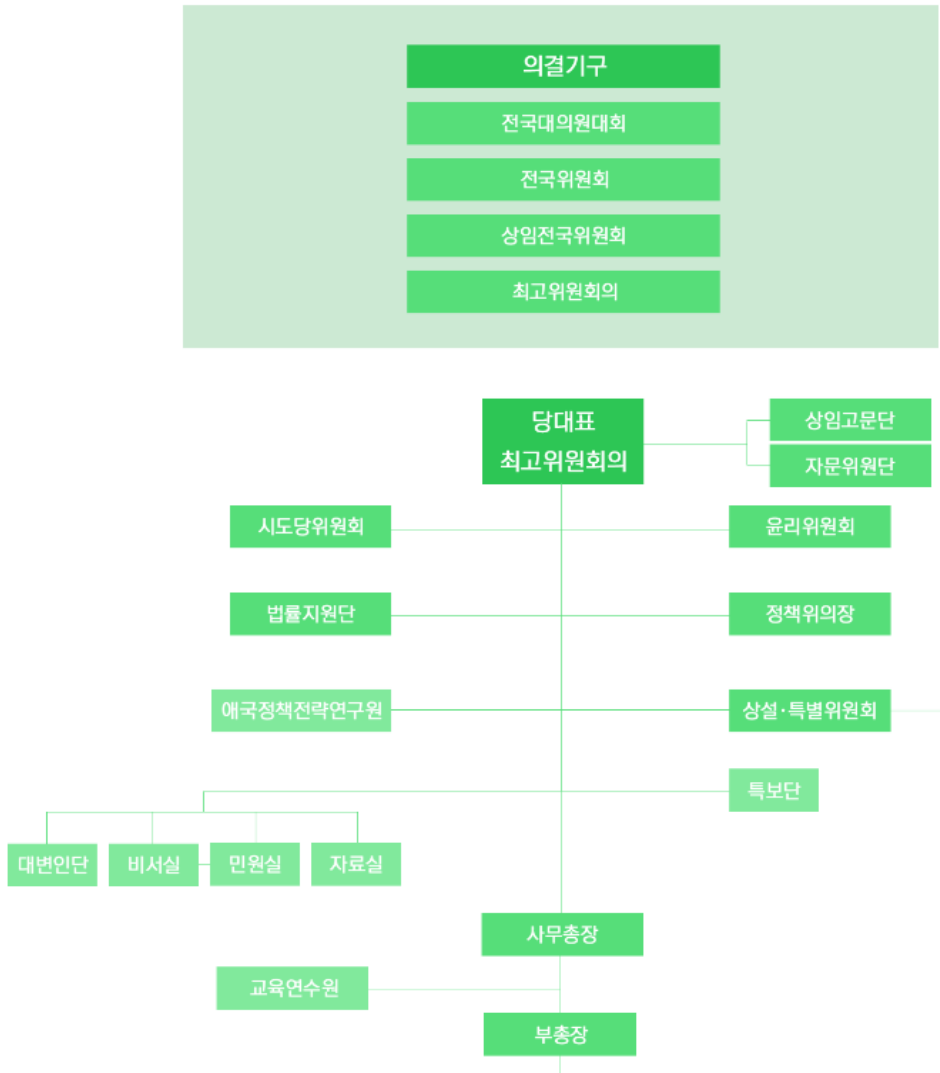 의결기구
전국대의원대회
전국위원회
상임전국위원회
최고위원회의
당대표
최고위원회의
상임고문단
자문위원단
시도당위원회
윤리위원회
법률지원단
정책위의장
애국정책전략연구원
상설·특별위원회
특보단
대변인단
비서실
민원실
자료실
사무총장
교육연수원
부총장